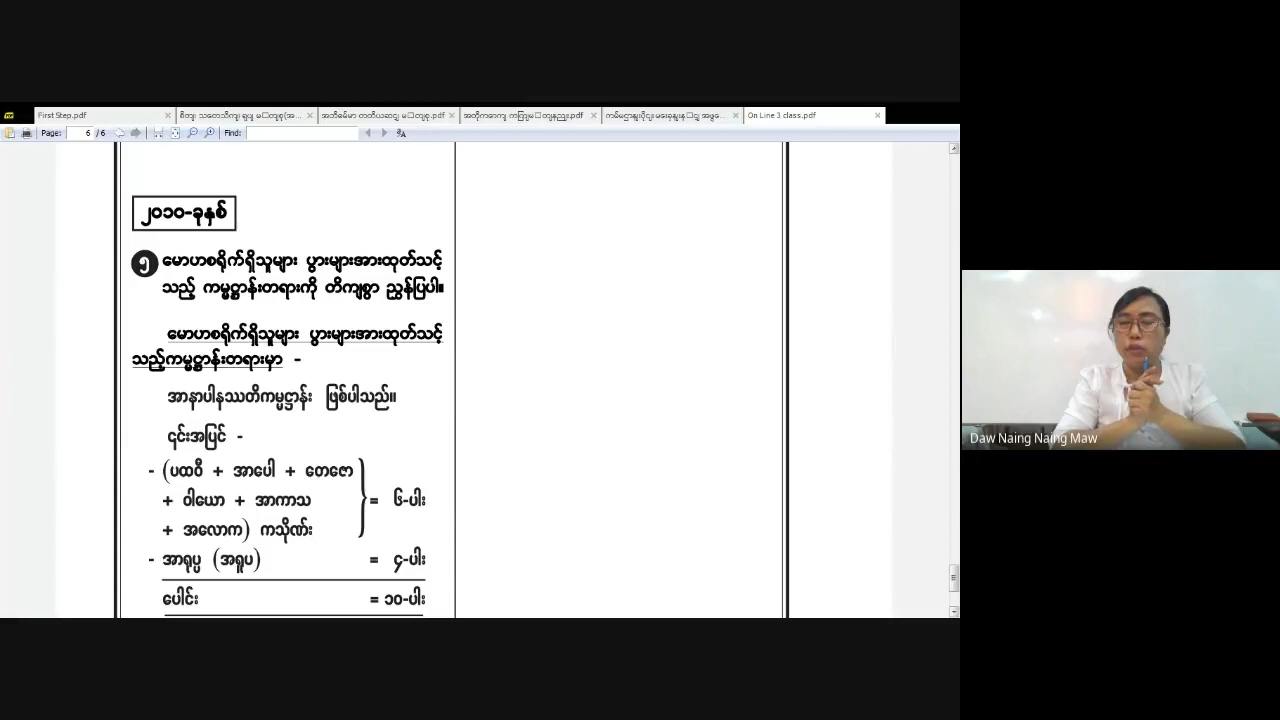 First Step.pdf
On Line 3 class.pdf
Page: 6 / 6 Find:
၂၀၁၀-ခုနှစ်
၅ မောဟစရိုက်ရှိသူများ ပွားများအားထုတ်သင့်
သည့် ကမ္မဋ္ဌာန်းတရားကို တိကျစွာ ညွှန်ပြပါ။
မောဟစရိုက်ရှိသူများ ပွားများအားထုတ်သင့်
သည့်ကမ္မဋ္ဌာန်းတရားမှာ -
အာနာပါနဿတိကမ္မဋ္ဌာန်း ဖြစ်ပါသည်။
၎င်းအပြင် -
- (ပထဝီ + အာပေါ + တေဇော
+ ဝါယော + အာကာသ = ၆-ပါး
+ အလောက) ကသိုဏ်း
- အာရုပ္ပ (အရူပ) = ၄-ပါး
ပေါင်း = ၁၀-ပါး
Daw Naing Naing Maw